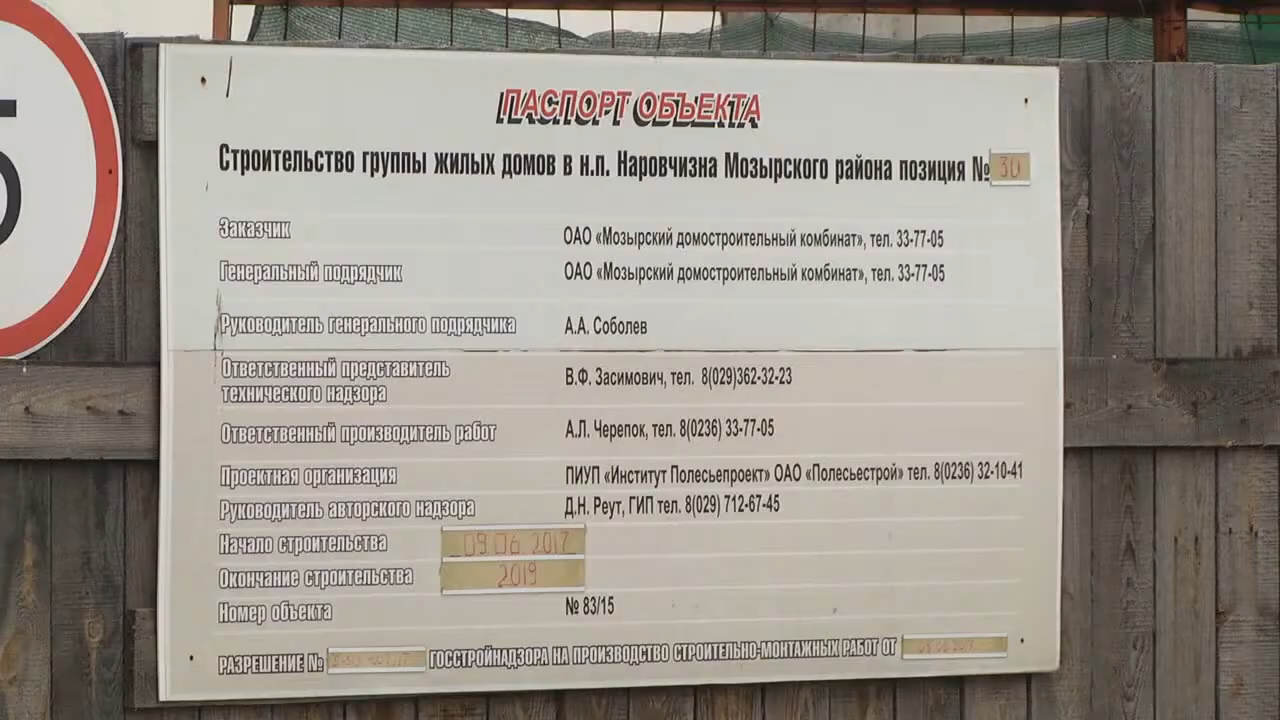 5
ПАСПОРТ ОБЪЕКТА
Строительство группы жилых домов в н.п. Наровчизна Мозырского района позиция № 30
Заказчик ОАО «Мозырский домостроительный комбинат», тел. 33-77-05
Генеральный подрядчик ОАО «Мозырский домостроительный комбинат», тел. 33-77-05
Руководитель генерального подрядчика А.А. Соболев
Ответственный представитель
технического надзора В.Ф. Засимович, тел. 8(029)362-32-23
Ответственный производитель работ А.Л. Черепок, тел. 8(0236) 33-77-05
Проектная организация ПИУП «Институт Полесьепроект» ОАО «Полесьестрой» тел. 8(0236) 32-10-41
Руководитель авторского надзора Д.Н. Реут, ГИП тел. 8(029) 712-67-45
Начало строительства 09.06.2017
Окончание строительства 2019
Номер объекта № 83/15
РАЗРЕШЕНИЕ № ГОССТРОЙНАДЗОРА НА ПРОИЗВОДСТВО СТРОИТЕЛЬНО-МОНТАЖНЫХ РАБОТ ОТ